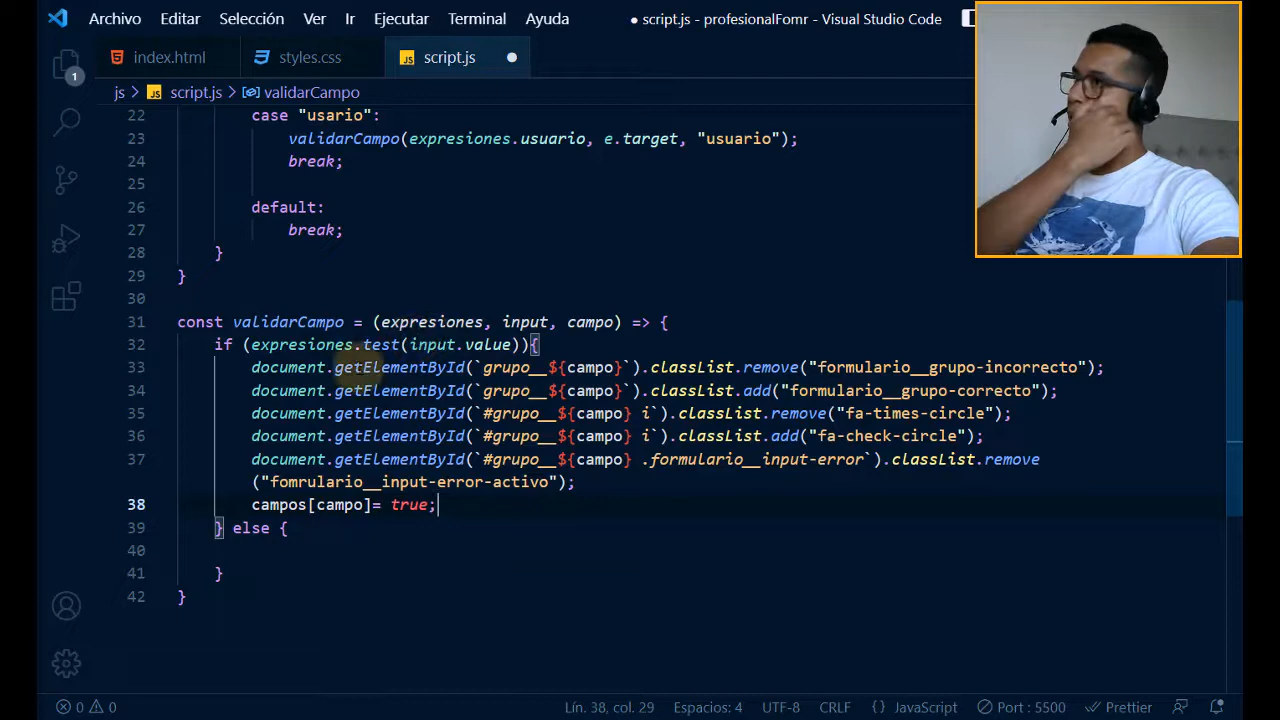 Archivo Editar Selección Ver Ir Ejecutar Terminal Ayuda
● script.js - profesionalFomr - Visual Studio Code
index.html styles.css JS script.js
js > JS script.js > validarCampo
1
22 case "usario":
23 validarCampo(expresiones.usuario, e.target, "usuario");
24 break;
25
26 default:
27 break;
28 }
29 }
30
31 const validarCampo = (expresiones, input, campo) => {
32 if (expresiones.test(input.value)){
33 document.getElementById(`grupo__${campo}`).classList.remove("formulario__grupo-incorrecto");
34 document.getElementById(`grupo__${campo}`).classList.add("formulario__grupo-correcto");
35 document.getElementById(`#grupo__${campo} i`).classList.remove("fa-times-circle");
36 document.getElementById(`#grupo__${campo} i`).classList.add("fa-check-circle");
37 document.getElementById(`#grupo__${campo} .formulario__input-error`).classList.remove
("fomrulario__input-error-activo");
38 campos[campo]= true;
39 } else {
40
41 }
42 }
0 0 Lín. 38, col. 29 Espacios: 4 UTF-8 CRLF {} JavaScript Port : 5500 Prettier